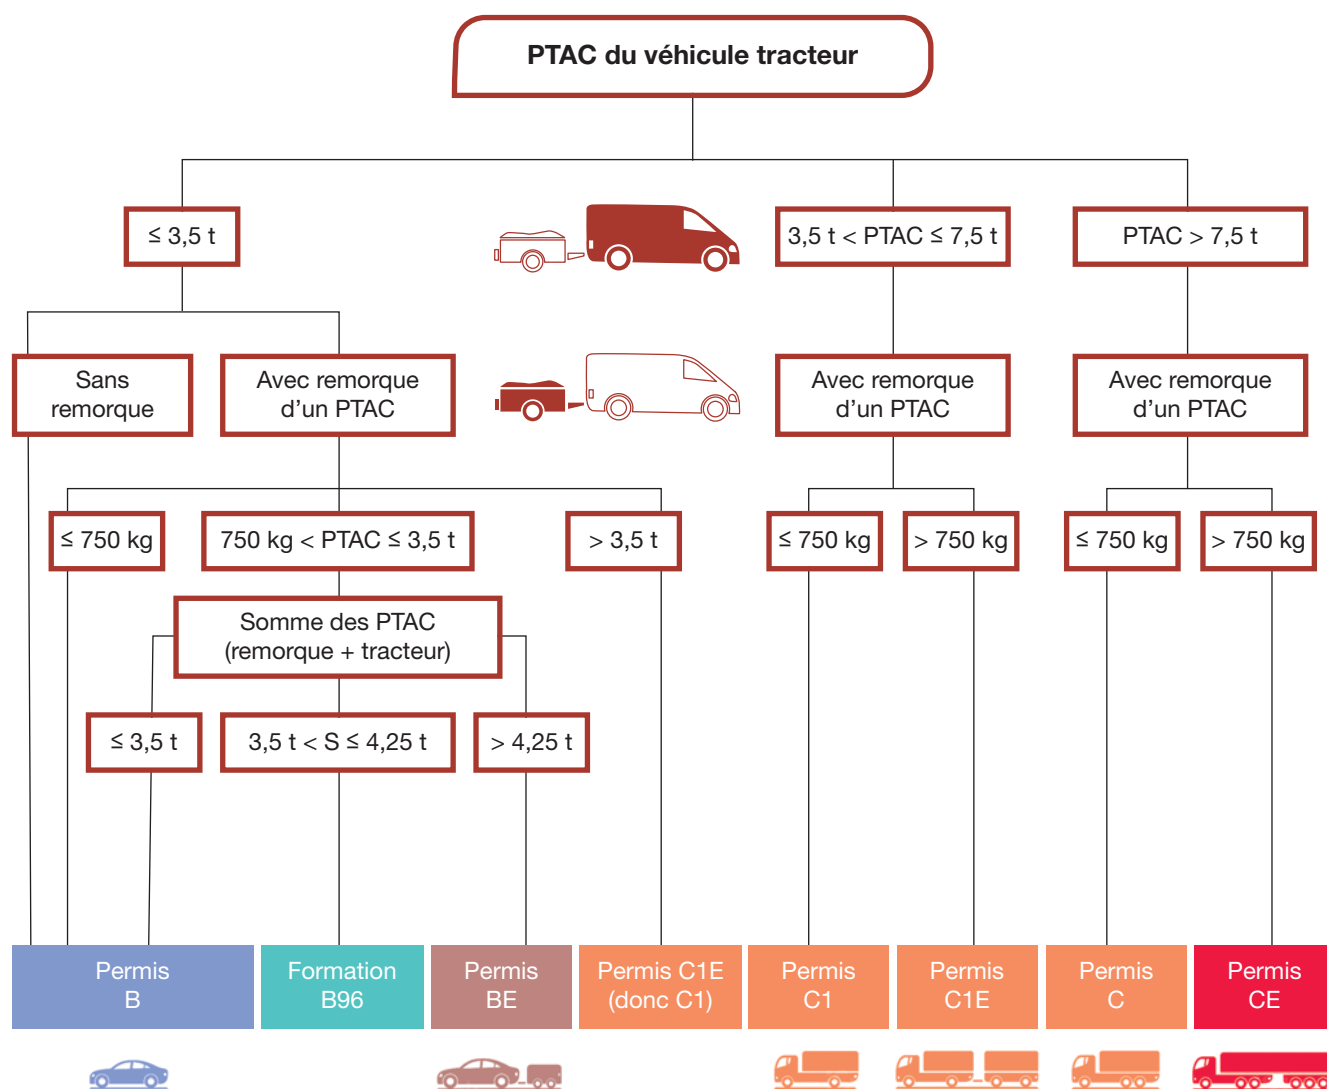 PTAC du véhicule tracteur
≤ 3,5 t
3,5 t < PTAC ≤ 7,5 t
PTAC > 7,5 t
Sans
remorque
Avec remorque
d'un PTAC
Avec remorque
d'un PTAC
Avec remorque
d'un PTAC
≤ 750 kg
750 kg < PTAC ≤ 3,5 t
> 3,5 t
≤ 750 kg
> 750 kg
≤ 750 kg
> 750 kg
Somme des PTAC
(remorque + tracteur)
≤ 3,5 t
3,5 t < S ≤ 4,25 t
> 4,25 t
Permis
B
Formation
B96
Permis
BE
Permis C1E
(donc C1)
Permis
C1
Permis
C1E
Permis
C
Permis
CE